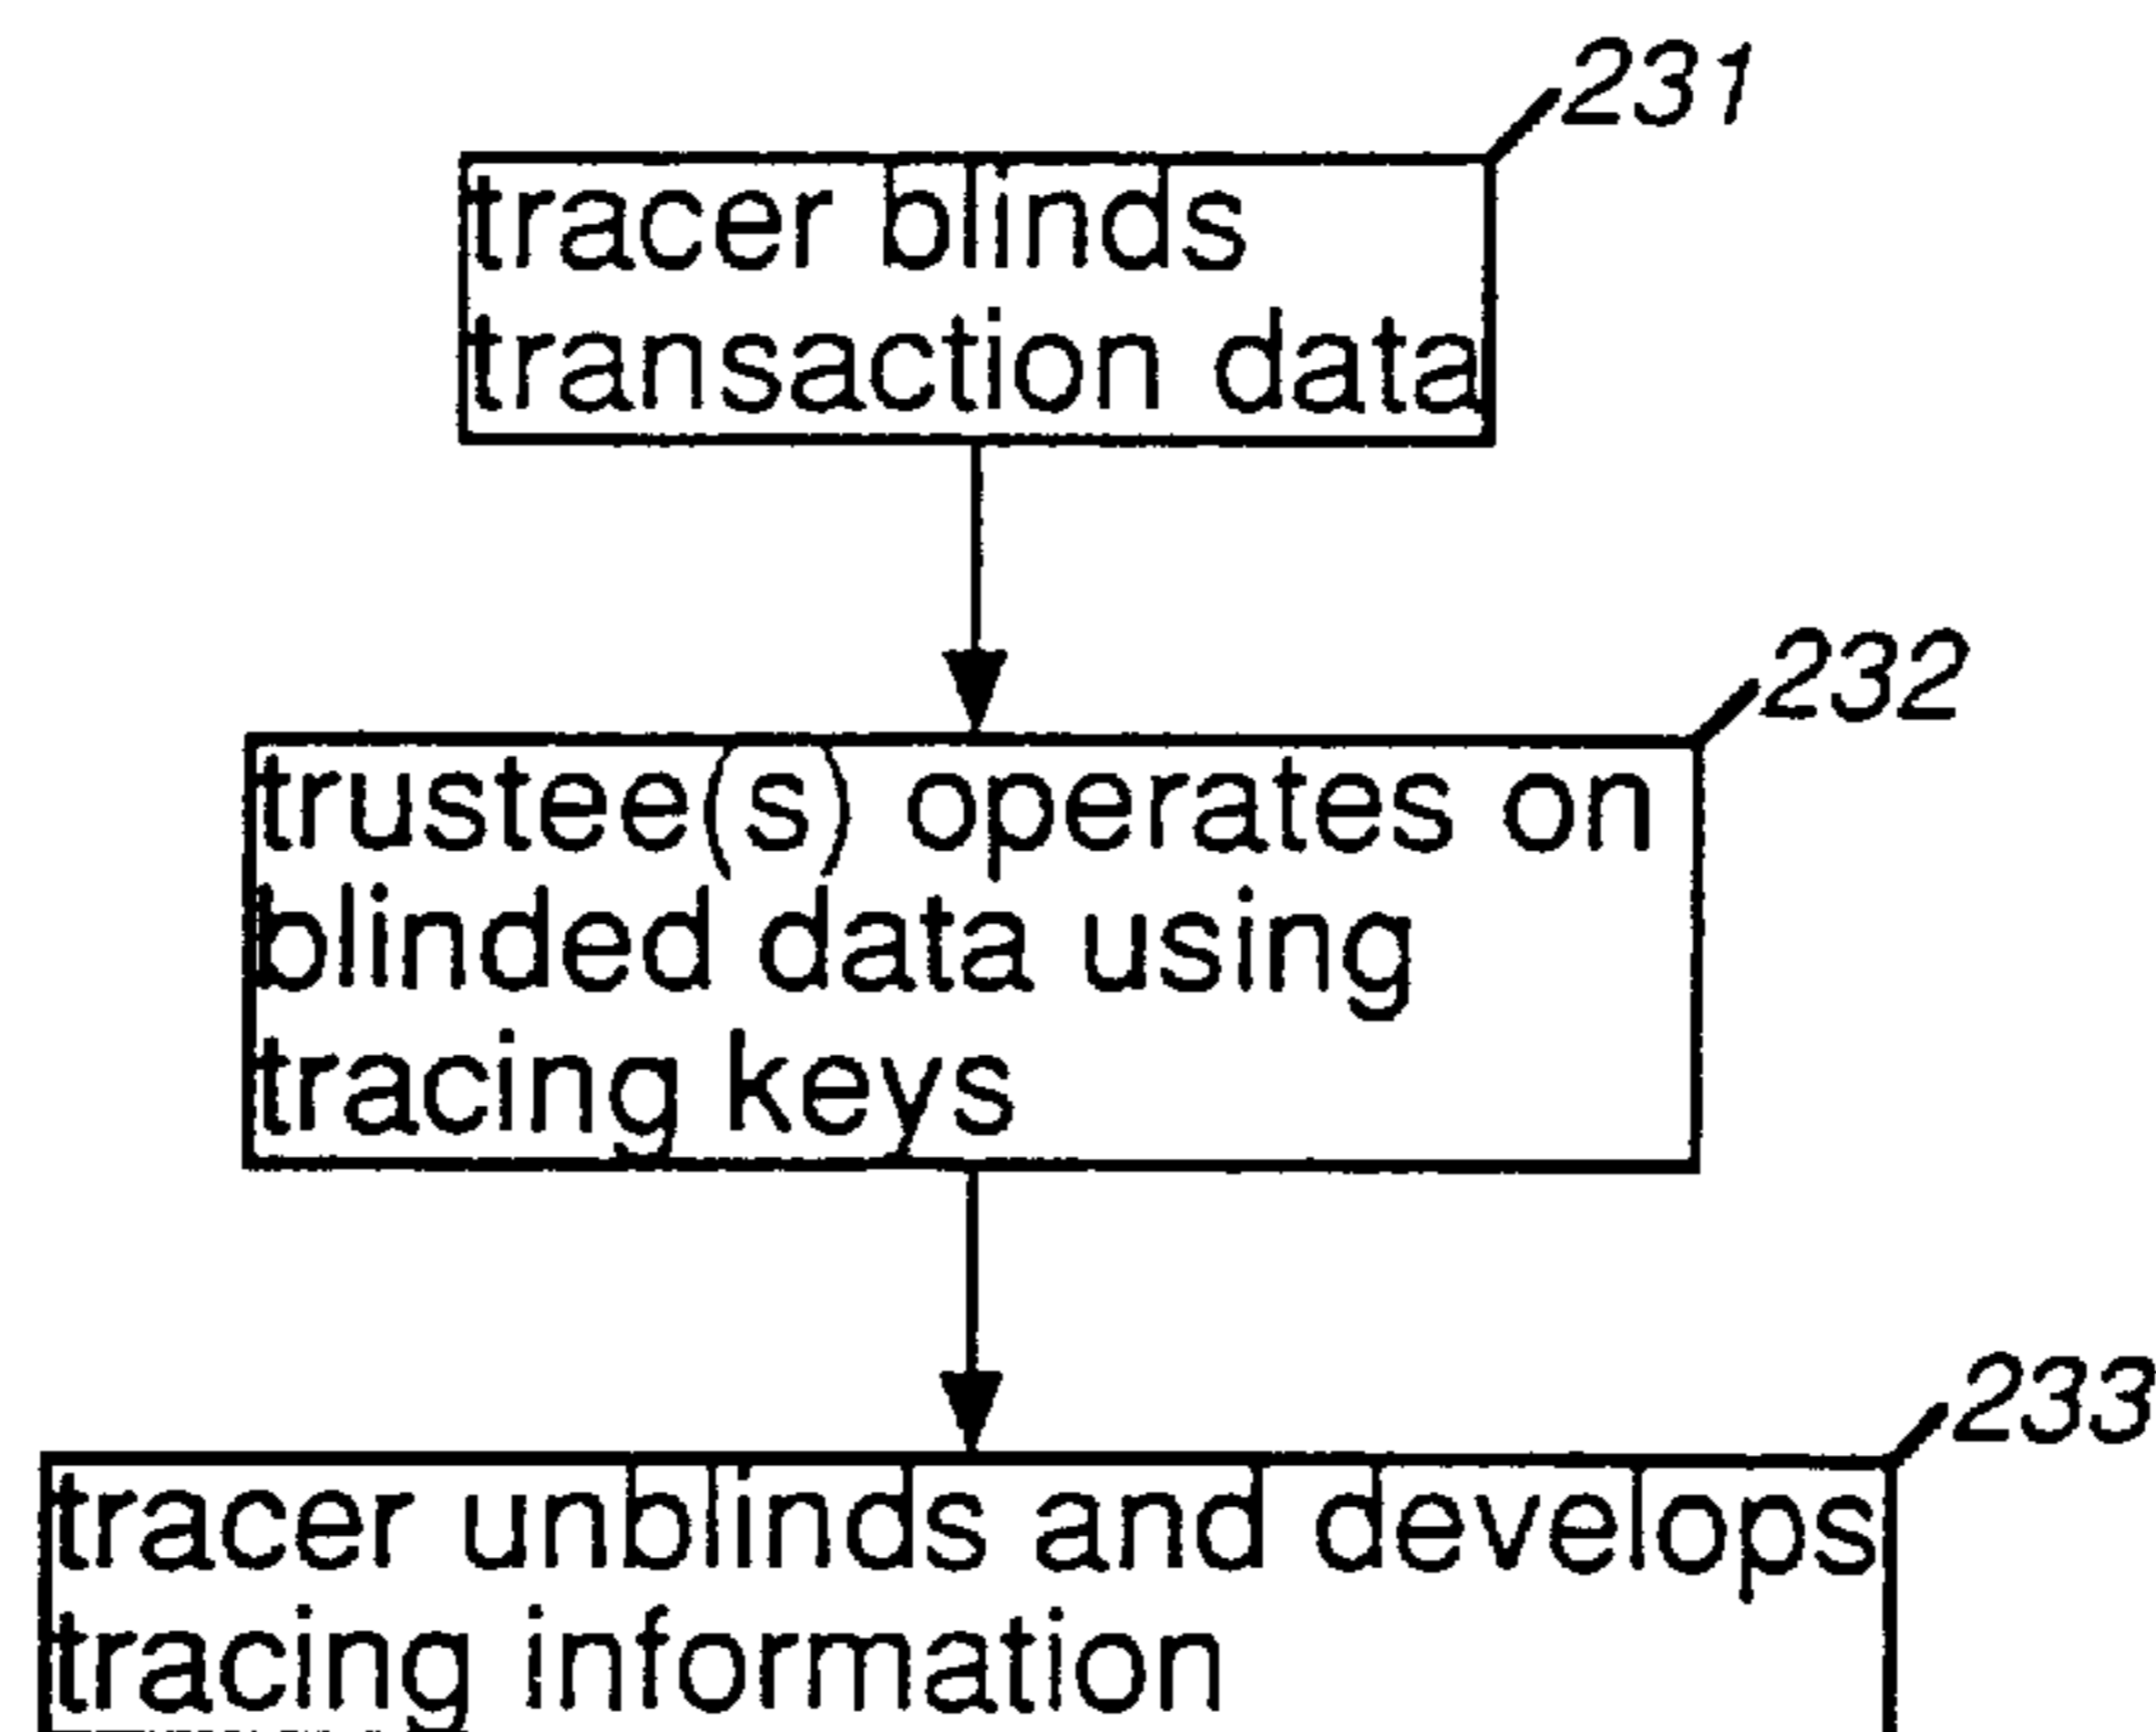 231
tracer blinds
transaction data
232
trustee(s) operates on
blinded data using
tracing keys
233
tracer unblinds and develops
tracing information